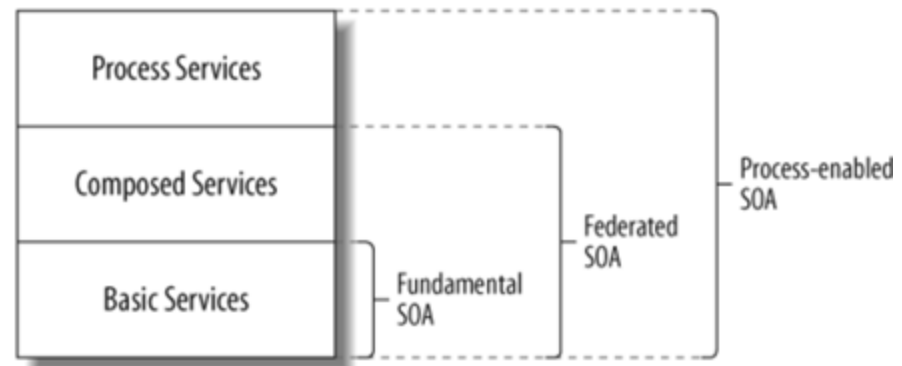 Process Services
Composed Services
Basic Services
Fundamental
SOA
Federated
SOA
Process-enabled
SOA